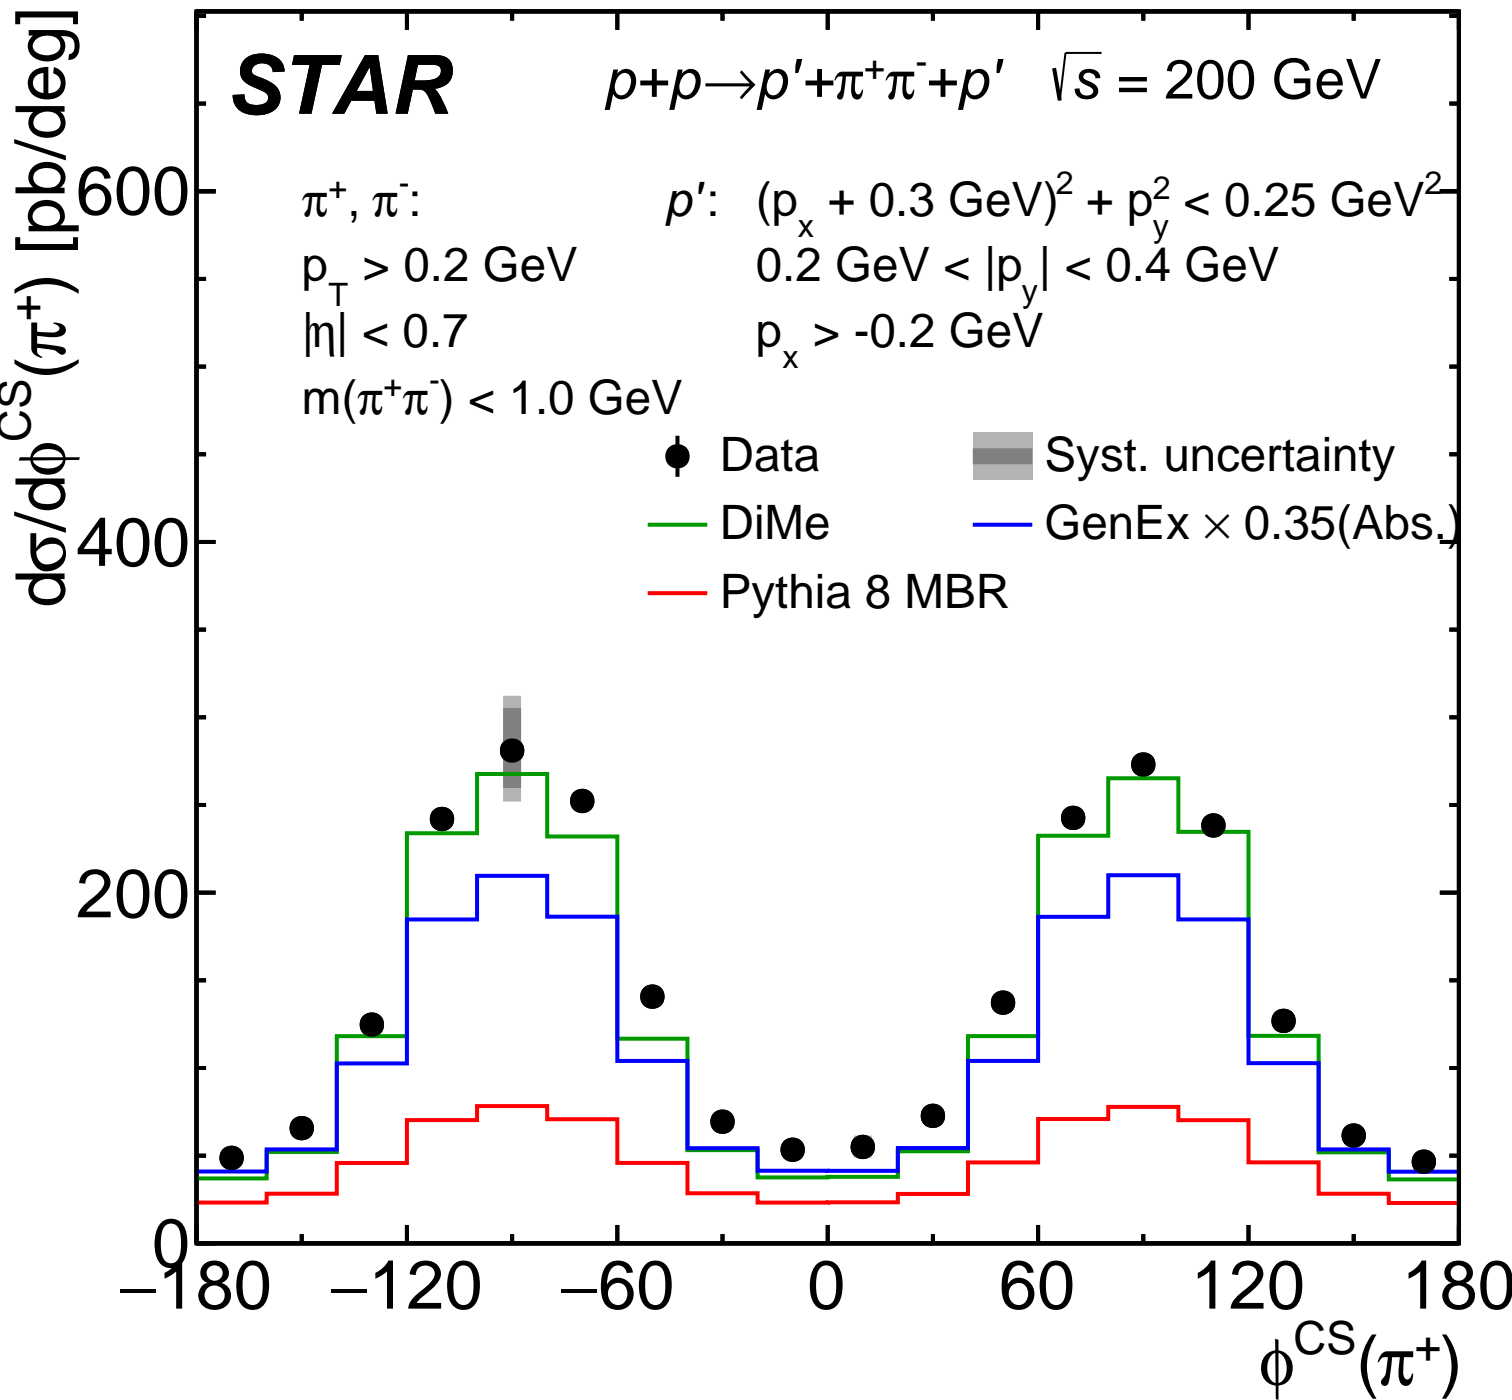 STAR p+p→p′+π⁺π⁻+p′ √s = 200 GeV
π⁺, π⁻: p′: (pₓ + 0.3 GeV)² + p_y² < 0.25 GeV²
p_T > 0.2 GeV 0.2 GeV < |p_y| < 0.4 GeV
|η| < 0.7 pₓ > -0.2 GeV
m(π⁺π⁻) < 1.0 GeV
Data Syst. uncertainty
DiMe GenEx × 0.35(Abs.)
Pythia 8 MBR
dσ/dϕ^CS(π⁺) [pb/deg]
600
400
200
0
−180 −120 −60 0 60 120 180
ϕ^CS(π⁺)